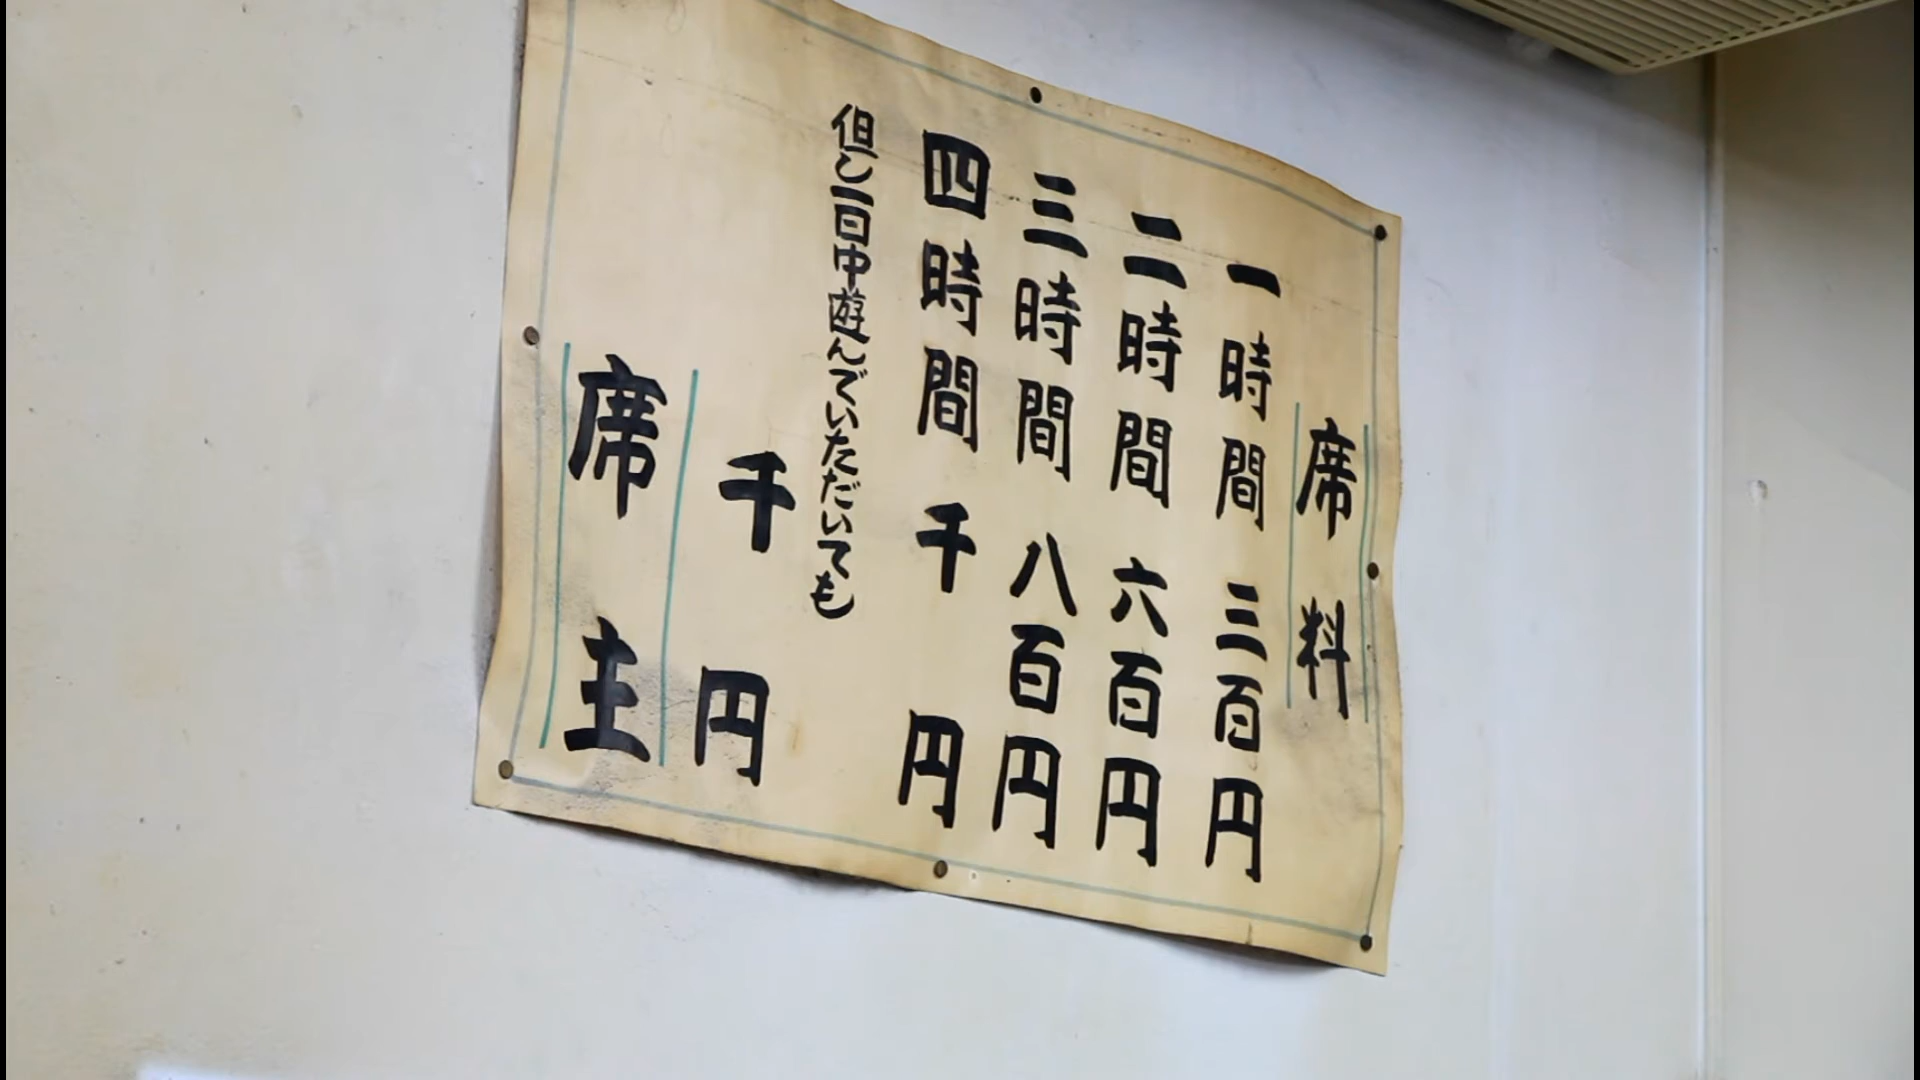 席料
一時間 三百円
二時間 六百円
三時間 八百円
四時間 千円
但し一日中遊んでいただいても
千円
席主